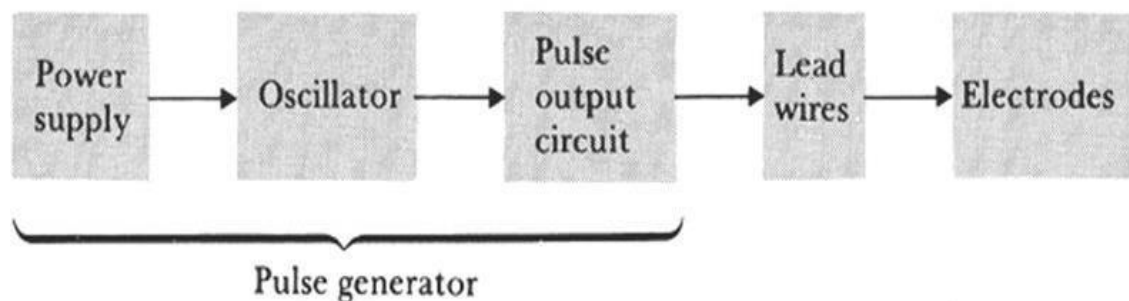 Power
supply
Oscillator
Pulse
output
circuit
Lead
wires
Electrodes
Pulse generator